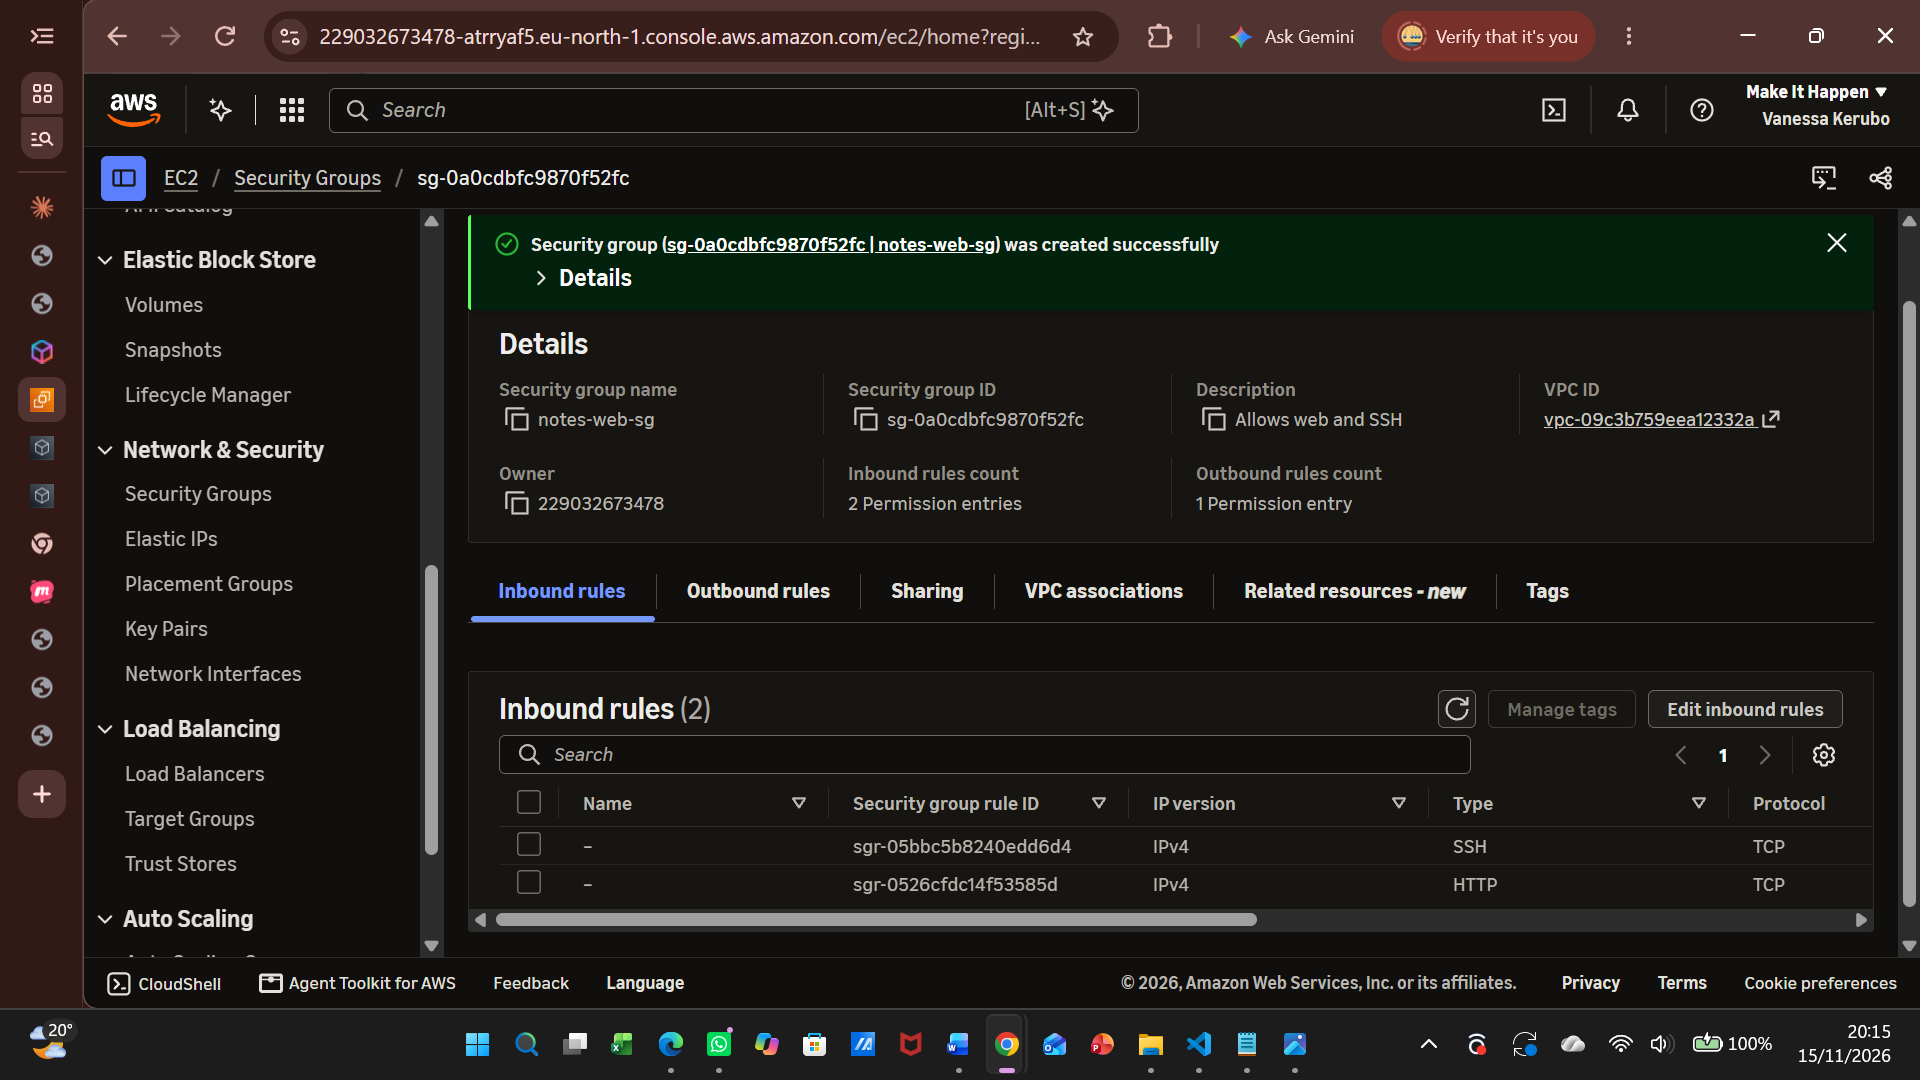 229032673478-atrryaf5.eu-north-1.console.aws.amazon.com/ec2/home?regi...
Ask Gemini
Verify that it's you
aws
Search
[Alt+S]
Make It Happen
Vanessa Kerubo
EC2 / Security Groups / sg-0a0cdbfc9870f52fc
Elastic Block Store
Volumes
Snapshots
Lifecycle Manager
Network & Security
Security Groups
Elastic IPs
Placement Groups
Key Pairs
Network Interfaces
Load Balancing
Load Balancers
Target Groups
Trust Stores
Auto Scaling
Security group (sg-0a0cdbfc9870f52fc | notes-web-sg) was created successfully
Details
Details
Security group name
notes-web-sg
Security group ID
sg-0a0cdbfc9870f52fc
Description
Allows web and SSH
VPC ID
vpc-09c3b759eea12332a
Owner
229032673478
Inbound rules count
2 Permission entries
Outbound rules count
1 Permission entry
Inbound rules
Outbound rules
Sharing
VPC associations
Related resources - new
Tags
Inbound rules (2)
Manage tags
Edit inbound rules
Search
1
Name Security group rule ID IP version Type Protocol
– sgr-05bbc5b8240edd6d4 IPv4 SSH TCP
– sgr-0526cfdc14f53585d IPv4 HTTP TCP
CloudShell
Agent Toolkit for AWS
Feedback
Language
© 2026, Amazon Web Services, Inc. or its affiliates.
Privacy
Terms
Cookie preferences
20°
100%
20:15
15/11/2026